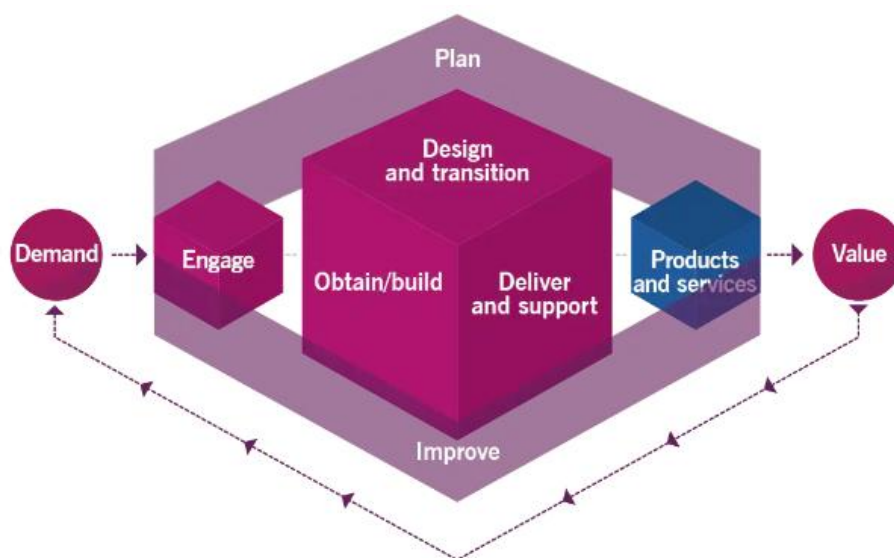 Plan
Design
and transition
Demand
Engage
Obtain/build
Deliver
and support
Products
and services
Value
Improve